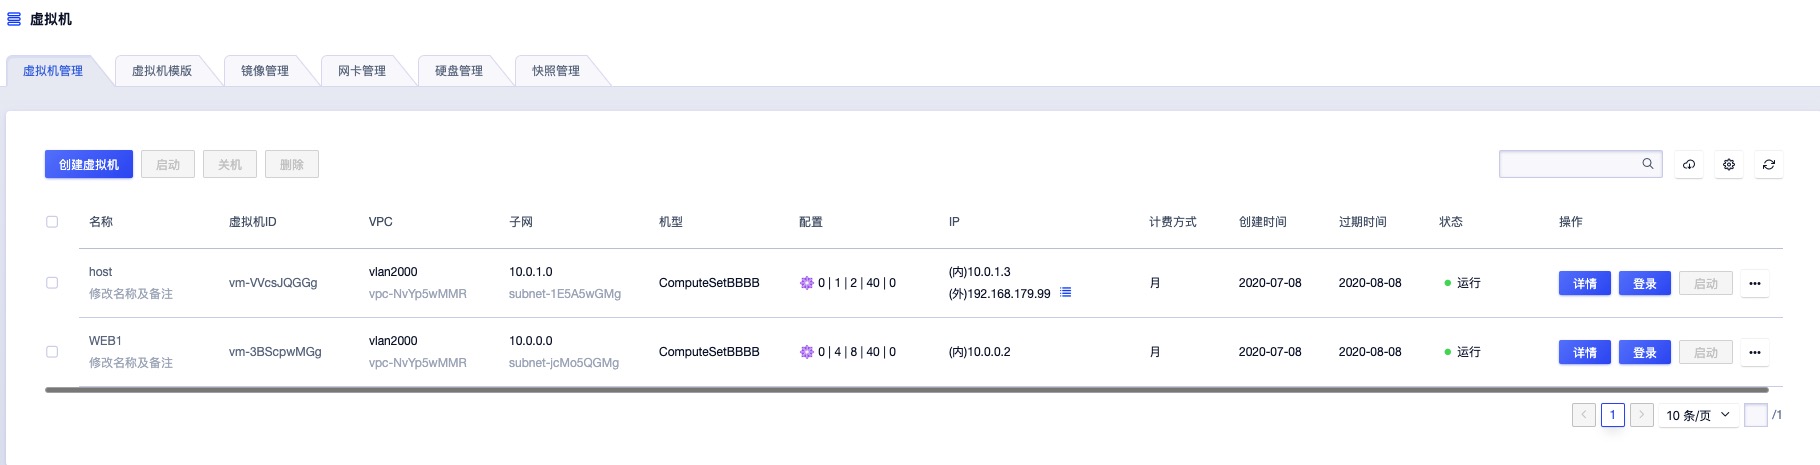 虚拟机
虚拟机管理 虚拟机模版 镜像管理 网卡管理 硬盘管理 快照管理
创建虚拟机 启动 关机 删除
名称 虚拟机ID VPC 子网 机型 配置 IP 计费方式 创建时间 过期时间 状态 操作
host vlan2000 10.0.1.0 (内)10.0.1.3
vm-VVcsJQGGg ComputeSetBBBB 0 | 1 | 2 | 40 | 0 月 2020-07-08 2020-08-08 运行 详情 登录 启动 •••
修改名称及备注 vpc-NvYp5wMMR subnet-1E5A5wGMg (外)192.168.179.99
WEB1 vlan2000 10.0.0.0
vm-3BScpwMGg ComputeSetBBBB 0 | 4 | 8 | 40 | 0 (内)10.0.0.2 月 2020-07-08 2020-08-08 运行 详情 登录 启动 •••
修改名称及备注 vpc-NvYp5wMMR subnet-jcMo5QGMg
< 1 > 10 条/页 /1